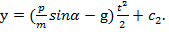 y = (p/m sinα − g) t²/2 + c₂.